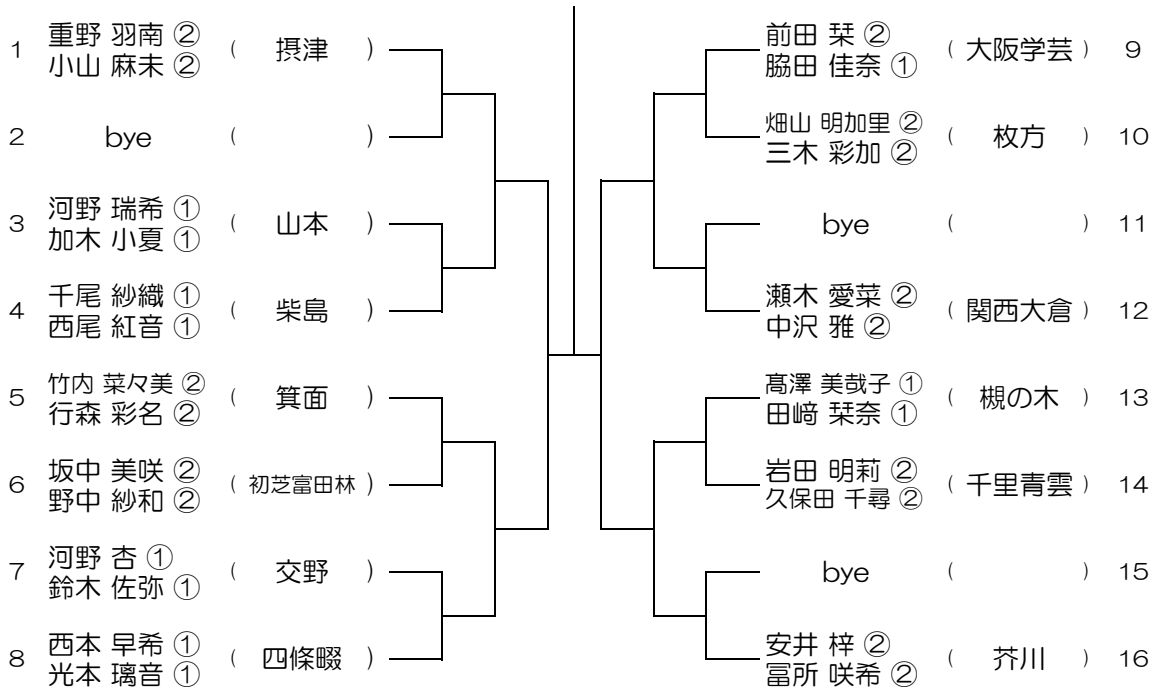 1 重野 羽南 ② ( 摂津 )
小山 麻未 ②
2 bye ( )
3 河野 瑞希 ① ( 山本 )
加木 小夏 ①
4 千尾 紗織 ① ( 柴島 )
西尾 紅音 ①
5 竹内 菜々美 ② ( 箕面 )
行森 彩名 ②
6 坂中 美咲 ② ( 初芝富田林 )
野中 紗和 ②
7 河野 杏 ① ( 交野 )
鈴木 佐弥 ①
8 西本 早希 ① ( 四條畷 )
光本 璃音 ①
前田 栞 ② ( 大阪学芸 ) 9
脇田 佳奈 ①
畑山 明加里 ② ( 枚方 ) 10
三木 彩加 ②
bye ( ) 11
瀬木 愛菜 ② ( 関西大倉 ) 12
中沢 雅 ②
髙澤 美哉子 ① ( 槻の木 ) 13
田﨑 栞奈 ①
岩田 明莉 ② ( 千里青雲 ) 14
久保田 千尋 ②
bye ( ) 15
安井 梓 ② ( 芥川 ) 16
冨所 咲希 ②